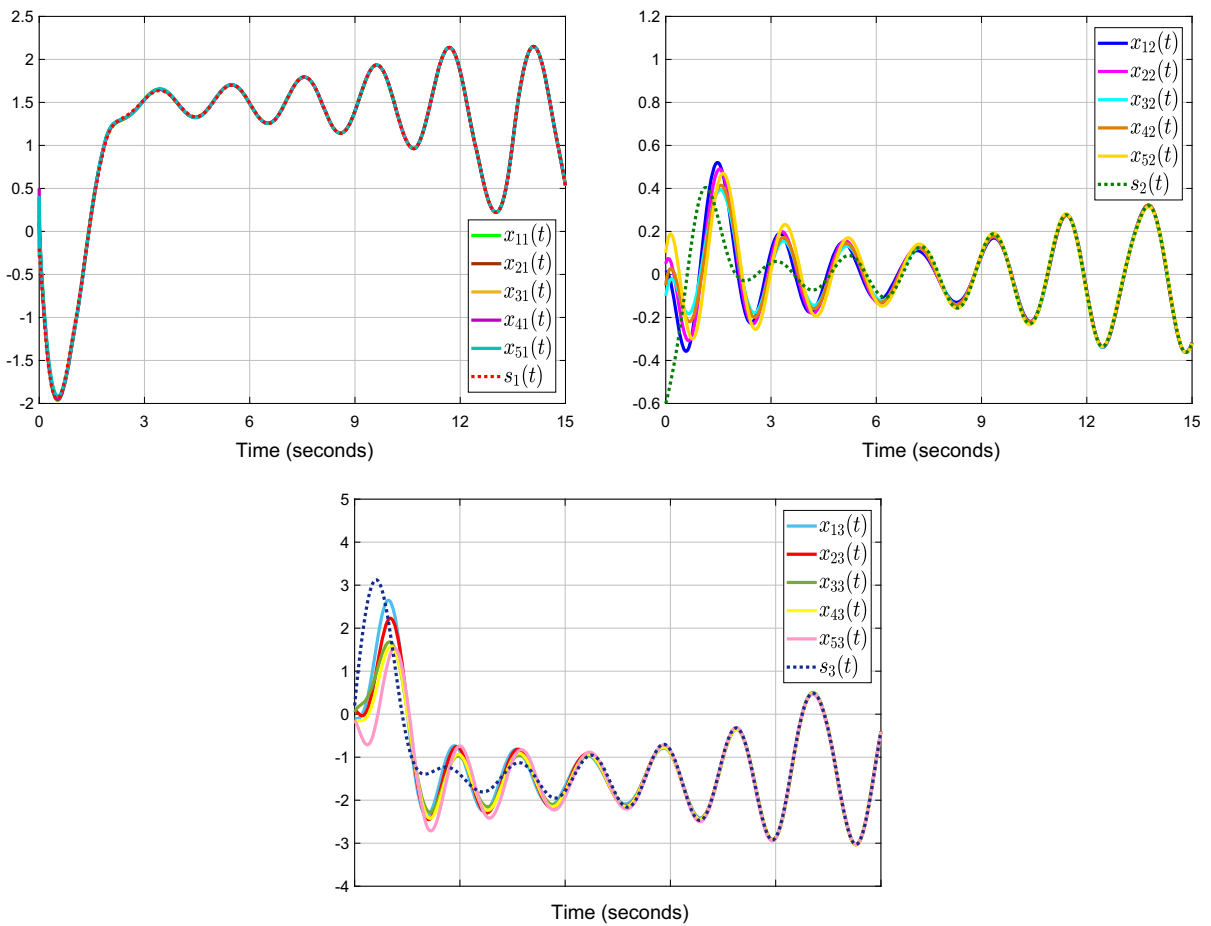 2.5
2
1.5
1
0.5
0
-0.5
-1
-1.5
-2
0 3 6 9 12 15
Time (seconds)
x11(t)
x21(t)
x31(t)
x41(t)
x51(t)
s1(t)
1.2
1
0.8
0.6
0.4
0.2
0
-0.2
-0.4
-0.6
0 3 6 9 12 15
Time (seconds)
x12(t)
x22(t)
x32(t)
x42(t)
x52(t)
s2(t)
5
4
3
2
1
0
-1
-2
-3
-4
Time (seconds)
x13(t)
x23(t)
x33(t)
x43(t)
x53(t)
s3(t)